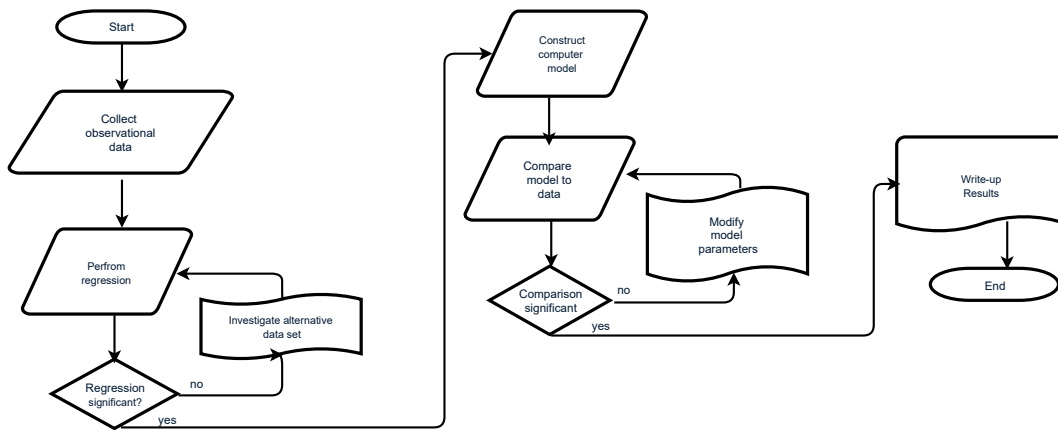 Start
Collect
observational
data
Perfrom
regression
Investigate alternative
data set
Regression
significant?
no
yes
Construct
computer
model
Compare
model to
data
Modify
model
parameters
Comparison
significant
no
yes
Write-up
Results
End